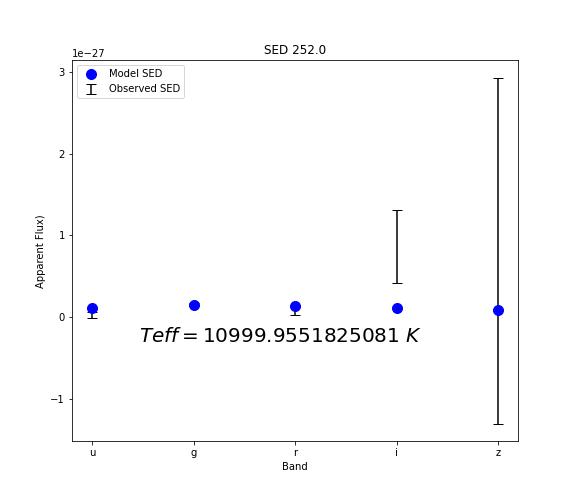 SED 252.0
1e−27
Model SED
Observed SED
3
2
1
0
−1
Apparent Flux)
Teff = 10999.9551825081 K
u g r i z
Band